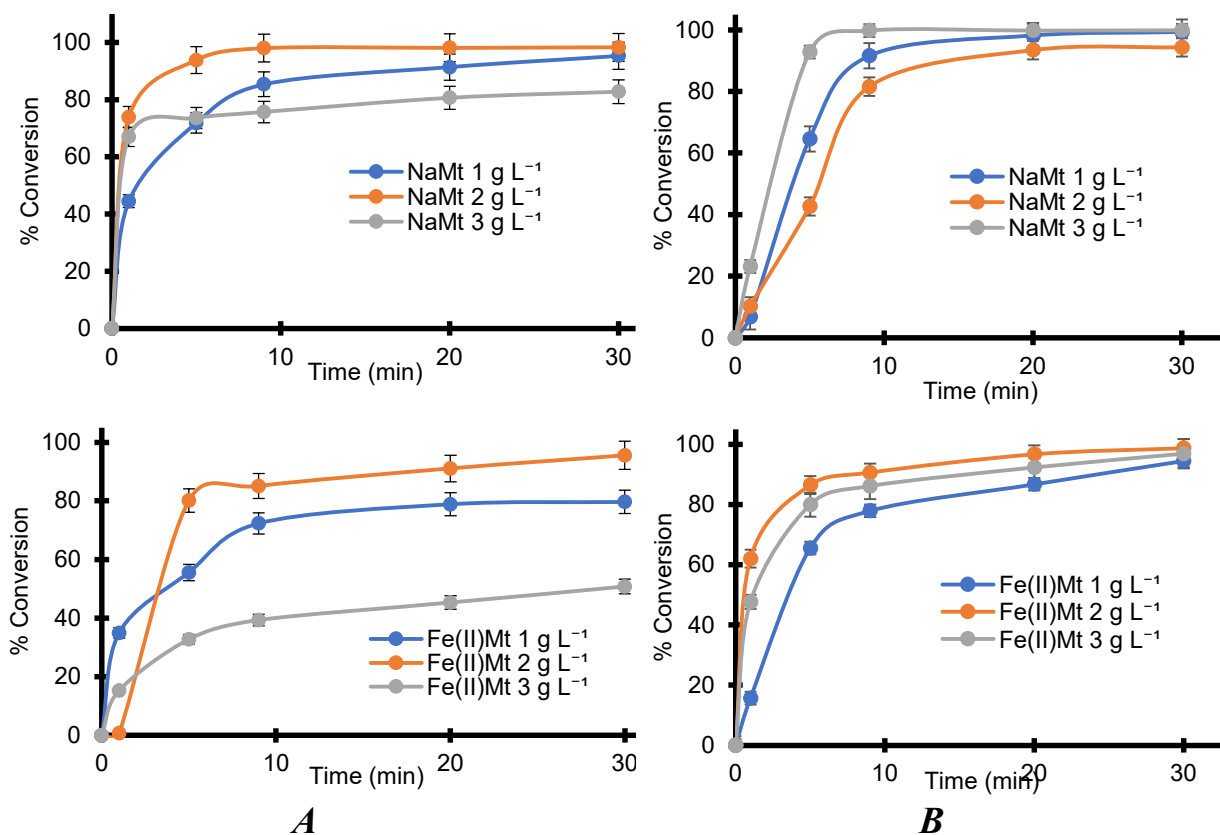 100
80
60
40
20
0
% Conversion
NaMt 1 g L⁻¹
NaMt 2 g L⁻¹
NaMt 3 g L⁻¹
0 10 20 30
Time (min)
100
80
60
40
20
0
% Conversion
NaMt 1 g L⁻¹
NaMt 2 g L⁻¹
NaMt 3 g L⁻¹
0 10 20 30
Time (min)
100
80
60
40
20
0
% Conversion
Fe(II)Mt 1 g L⁻¹
Fe(II)Mt 2 g L⁻¹
Fe(II)Mt 3 g L⁻¹
0 10 20 30
Time (min)
A
100
80
60
40
20
0
% Conversion
Fe(II)Mt 1 g L⁻¹
Fe(II)Mt 2 g L⁻¹
Fe(II)Mt 3 g L⁻¹
0 10 20 30
Time (min)
B